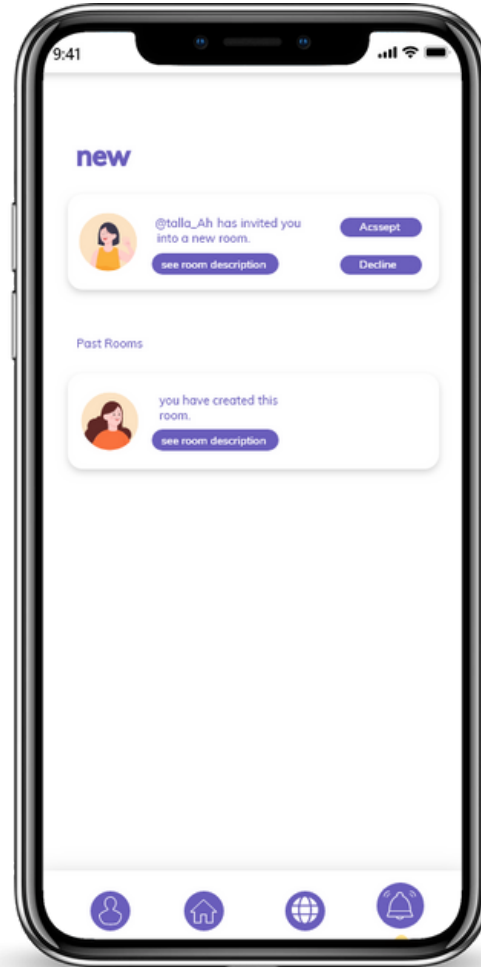 9:41
new
@talla_Ah has invited you
into a new room.
Acssept
see room description
Decline
Past Rooms
you have created this
room.
see room description